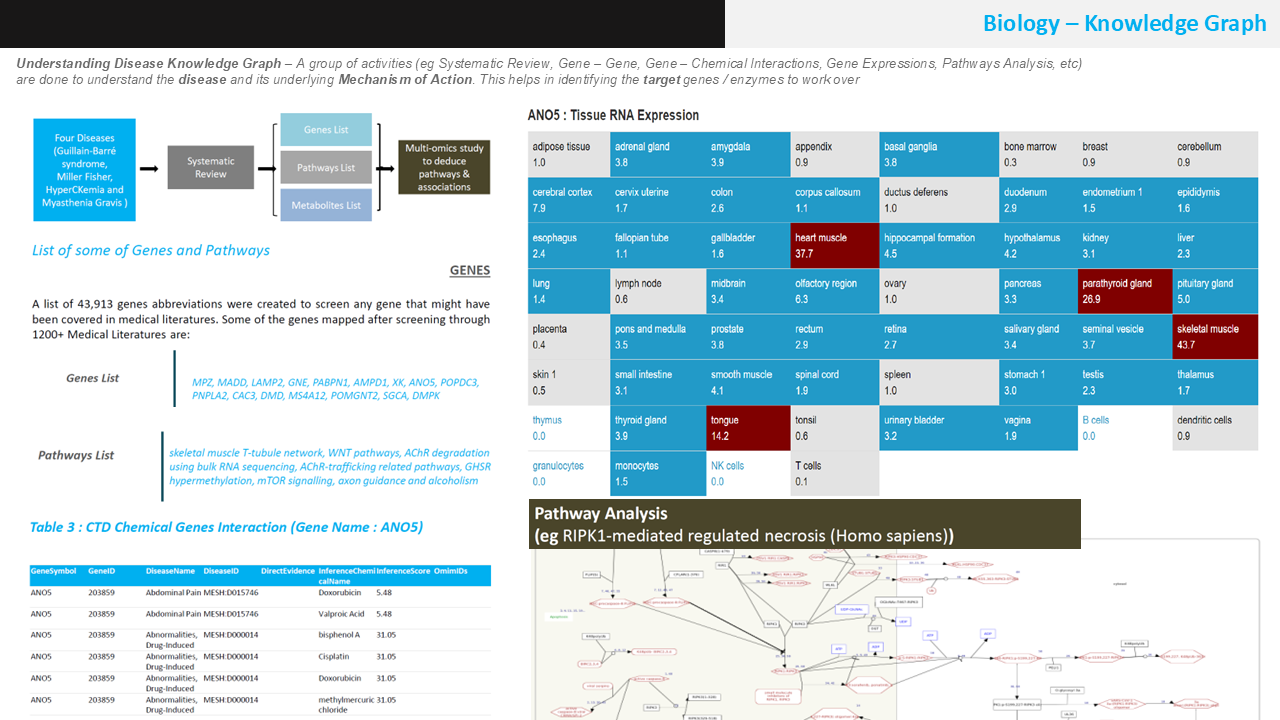 Biology – Knowledge Graph
Understanding Disease Knowledge Graph – A group of activities (eg Systematic Review, Gene – Gene, Gene – Chemical Interactions, Gene Expressions, Pathways Analysis, etc)
are done to understand the disease and its underlying Mechanism of Action. This helps in identifying the target genes / enzymes to work over
Four Diseases
(Guillain-Barré
syndrome,
Miller Fisher,
HyperCKemia and
Myasthenia Gravis )
Systematic
Review
Genes List
Pathways List
Metabolites List
Multi-omics study
to deduce
pathways &
associations
List of some of Genes and Pathways
GENES
A list of 43,913 genes abbreviations were created to screen any gene that might have
been covered in medical literatures. Some of the genes mapped after screening through
1200+ Medical Literatures are:
Genes List
MPZ, MADD, LAMP2, GNE, PABPN1, AMPD1, XK, ANO5, POPDC3,
PNPLA2, CAC3, DMD, MS4A12, POMGNT2, SGCA, DMPK
Pathways List
skeletal muscle T-tubule network, WNT pathways, AChR degradation
using bulk RNA sequencing, AChR-trafficking related pathways, GHSR
hypermethylation, mTOR signalling, axon guidance and alcoholism
Table 3 : CTD Chemical Genes Interaction (Gene Name : ANO5)
GeneSymbol GeneID DiseaseName DiseaseID DirectEvidence InferenceChemi InferenceScore OmimIDs
calName
ANO5 203859 Abdominal Pain MESH:D015746 Doxorubicin 5.48
ANO5 203859 Abdominal Pain MESH:D015746 Valproic Acid 5.48
ANO5 203859 Abnormalities, MESH:D000014 bisphenol A 31.05
Drug-Induced
ANO5 203859 Abnormalities, MESH:D000014 Cisplatin 31.05
Drug-Induced
ANO5 203859 Abnormalities, MESH:D000014 Doxorubicin 31.05
Drug-Induced
ANO5 203859 Abnormalities, MESH:D000014 methylmercuric 31.05
Drug-Induced chloride
ANO5 : Tissue RNA Expression
adipose tissue adrenal gland amygdala appendix basal ganglia bone marrow breast cerebellum
1.0 3.8 3.9 0.9 3.8 0.3 0.9 0.9
cerebral cortex cervix uterine colon corpus callosum ductus deferens duodenum endometrium 1 epididymis
7.9 1.7 2.6 1.1 1.0 2.9 1.5 1.6
esophagus fallopian tube gallbladder heart muscle hippocampal formation hypothalamus kidney liver
2.4 1.1 1.6 37.7 4.5 4.2 3.1 2.3
lung lymph node midbrain olfactory region ovary pancreas parathyroid gland pituitary gland
1.4 0.6 3.4 6.3 1.0 3.3 26.9 5.0
placenta pons and medulla prostate rectum retina salivary gland seminal vesicle skeletal muscle
0.4 3.5 3.8 2.9 2.7 3.4 3.7 43.7
skin 1 small intestine smooth muscle spinal cord spleen stomach 1 testis thalamus
0.5 3.1 4.1 1.9 1.0 3.0 2.3 1.7
thymus thyroid gland tongue tonsil urinary bladder vagina B cells dendritic cells
0.0 3.9 14.2 0.6 3.2 1.9 0.0 0.9
granulocytes monocytes NK cells T cells
0.0 1.5 0.0 0.1
Pathway Analysis
(eg RIPK1-mediated regulated necrosis (Homo sapiens))